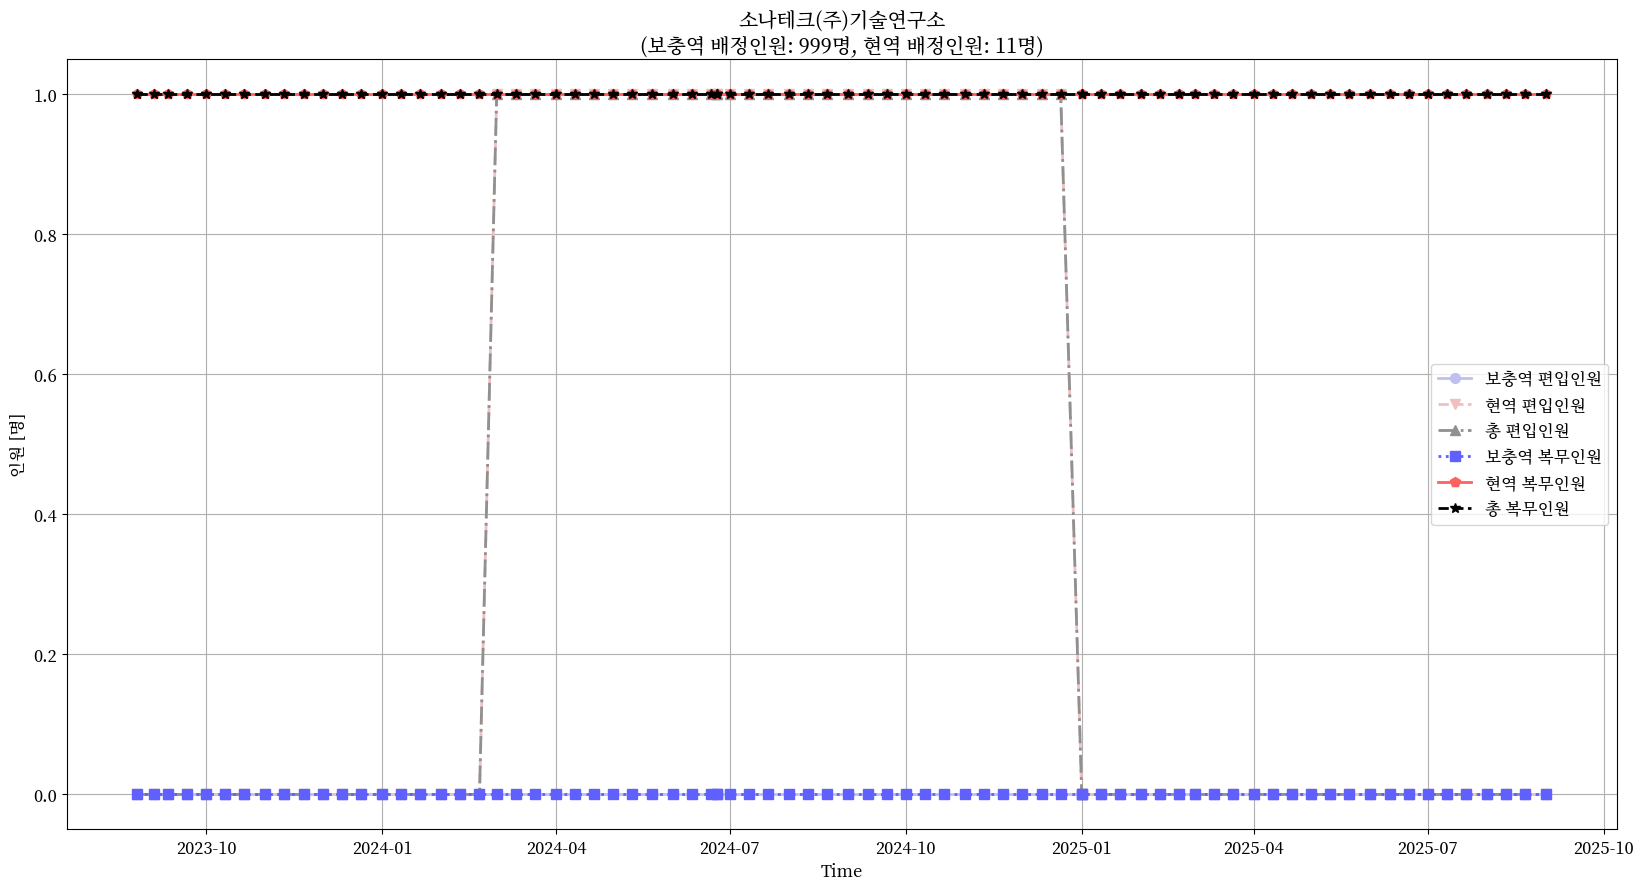 소나테크(주)기술연구소
(보충역 배정인원: 999명, 현역 배정인원: 11명)
인원 [명]
1.0
0.8
0.6
0.4
0.2
0.0
보충역 편입인원
현역 편입인원
총 편입인원
보충역 복무인원
현역 복무인원
총 복무인원
2023-10
2024-01
2024-04
2024-07
2024-10
2025-01
2025-04
2025-07
2025-10
Time